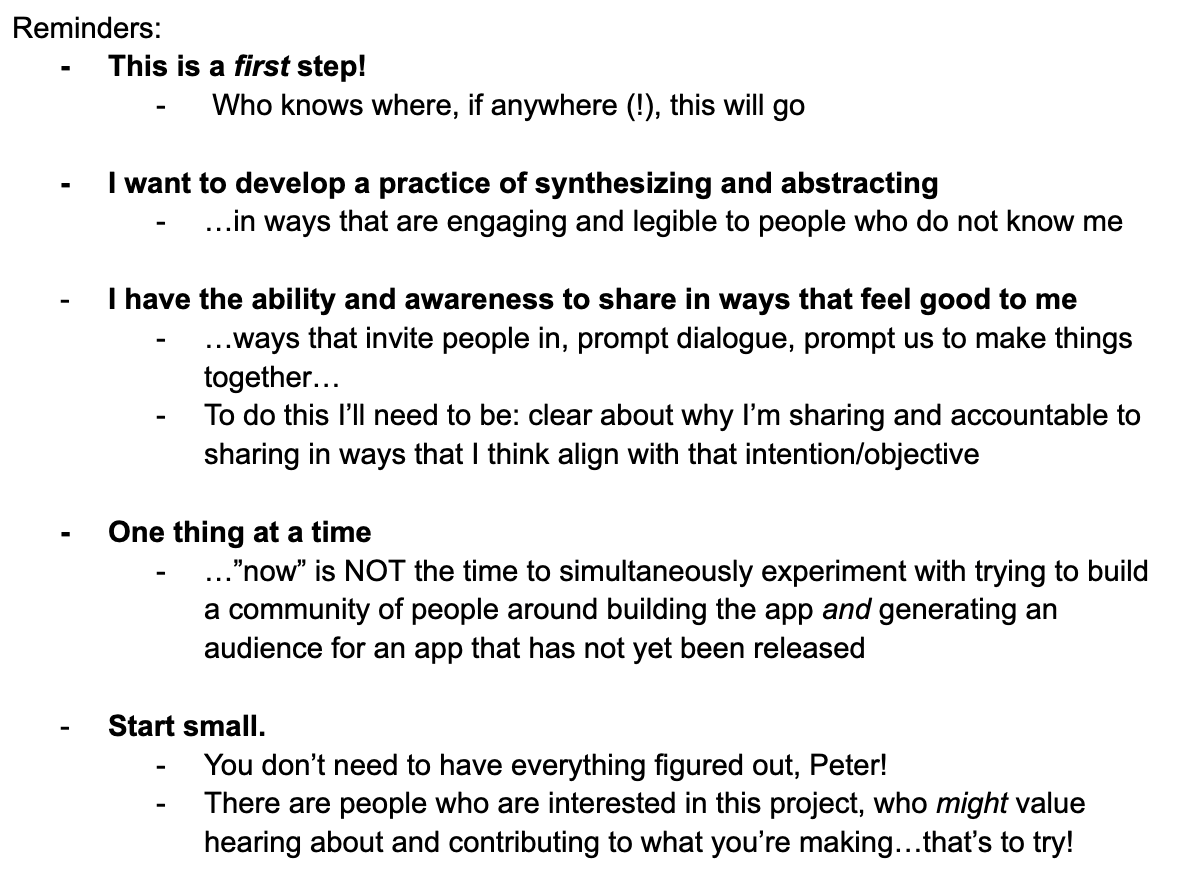 Reminders:
- This is a first step!
- Who knows where, if anywhere (!), this will go
- I want to develop a practice of synthesizing and abstracting
- …in ways that are engaging and legible to people who do not know me
- I have the ability and awareness to share in ways that feel good to me
- …ways that invite people in, prompt dialogue, prompt us to make things
together…
- To do this I’ll need to be: clear about why I’m sharing and accountable to
sharing in ways that I think align with that intention/objective
- One thing at a time
- …”now” is NOT the time to simultaneously experiment with trying to build
a community of people around building the app and generating an
audience for an app that has not yet been released
- Start small.
- You don’t need to have everything figured out, Peter!
- There are people who are interested in this project, who might value
hearing about and contributing to what you’re making…that’s to try!